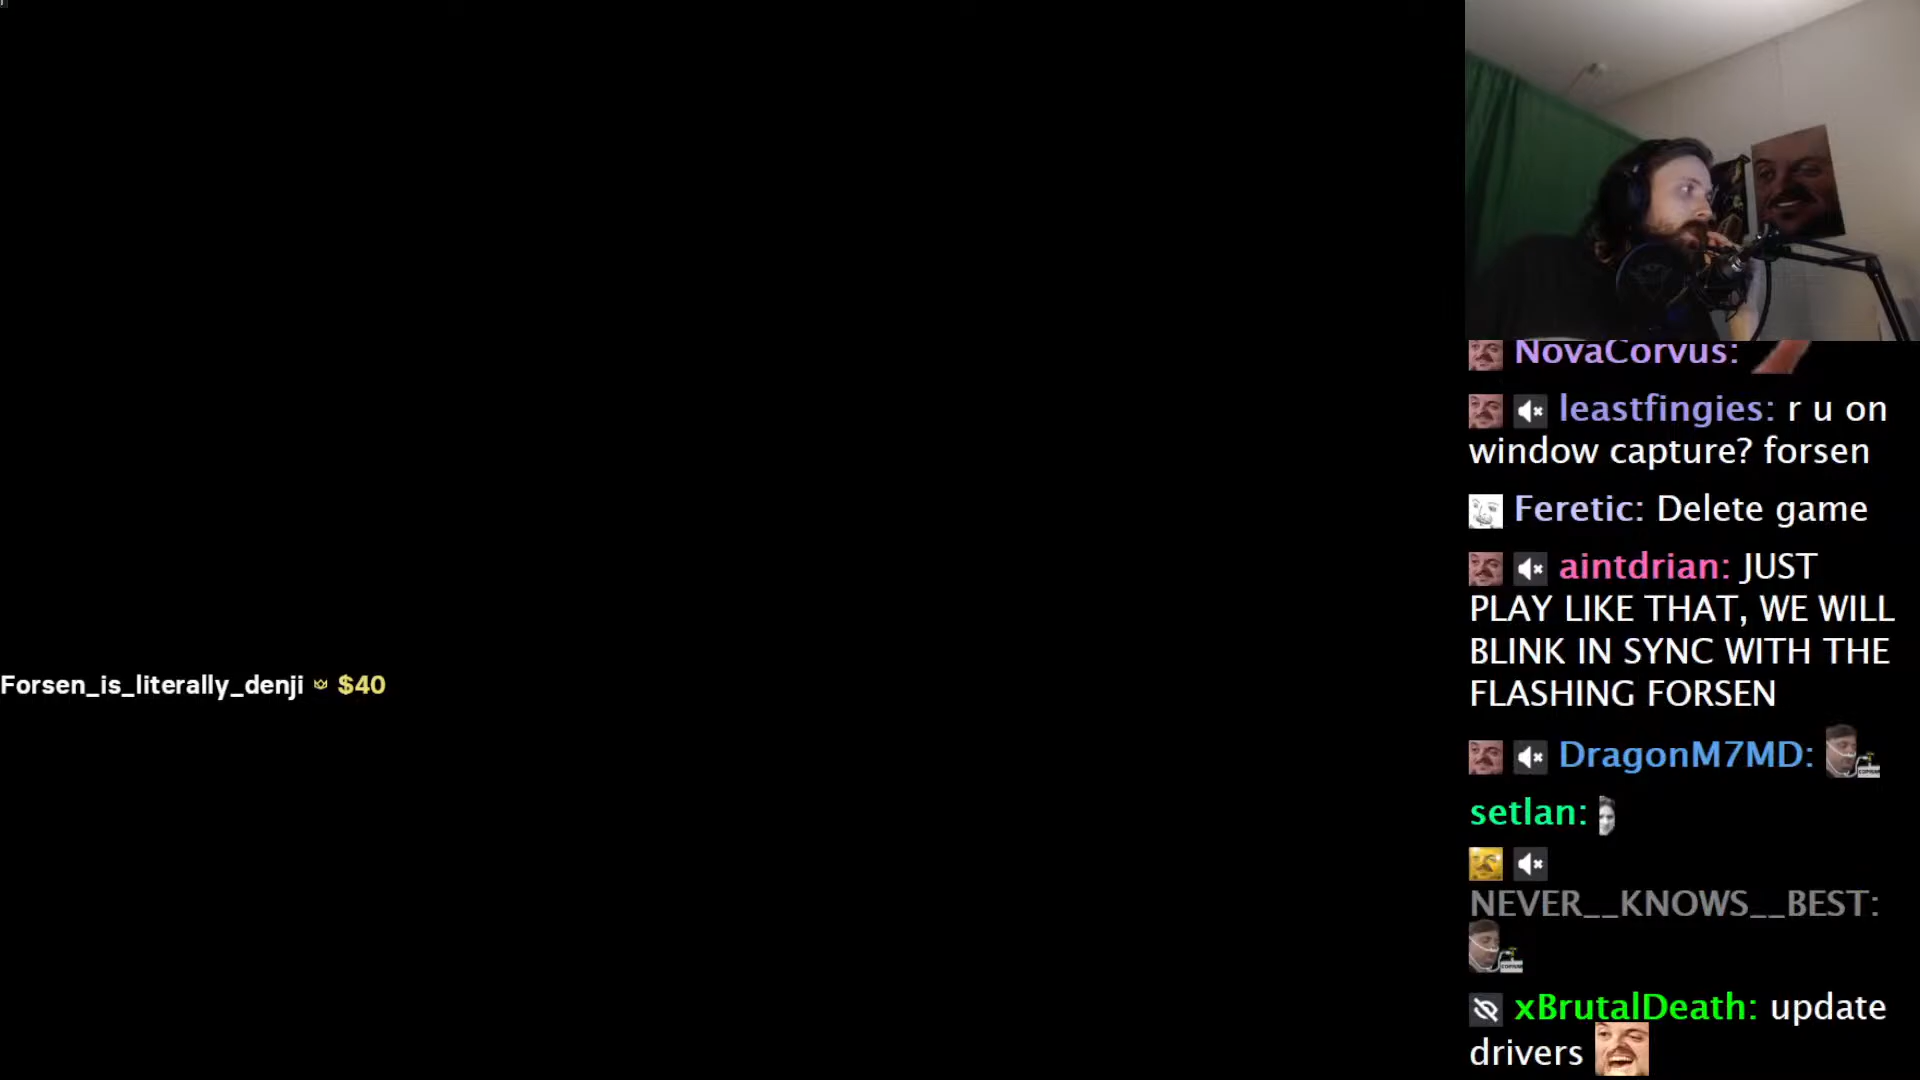 NovaCorvus:
leastfingies: r u on
window capture? forsen
Feretic: Delete game
aintdrian: JUST
PLAY LIKE THAT, WE WILL
BLINK IN SYNC WITH THE
FLASHING FORSEN
Forsen_is_literally_denji $40
DragonM7MD:
setlan:
NEVER__KNOWS__BEST:
xBrutalDeath: update
drivers